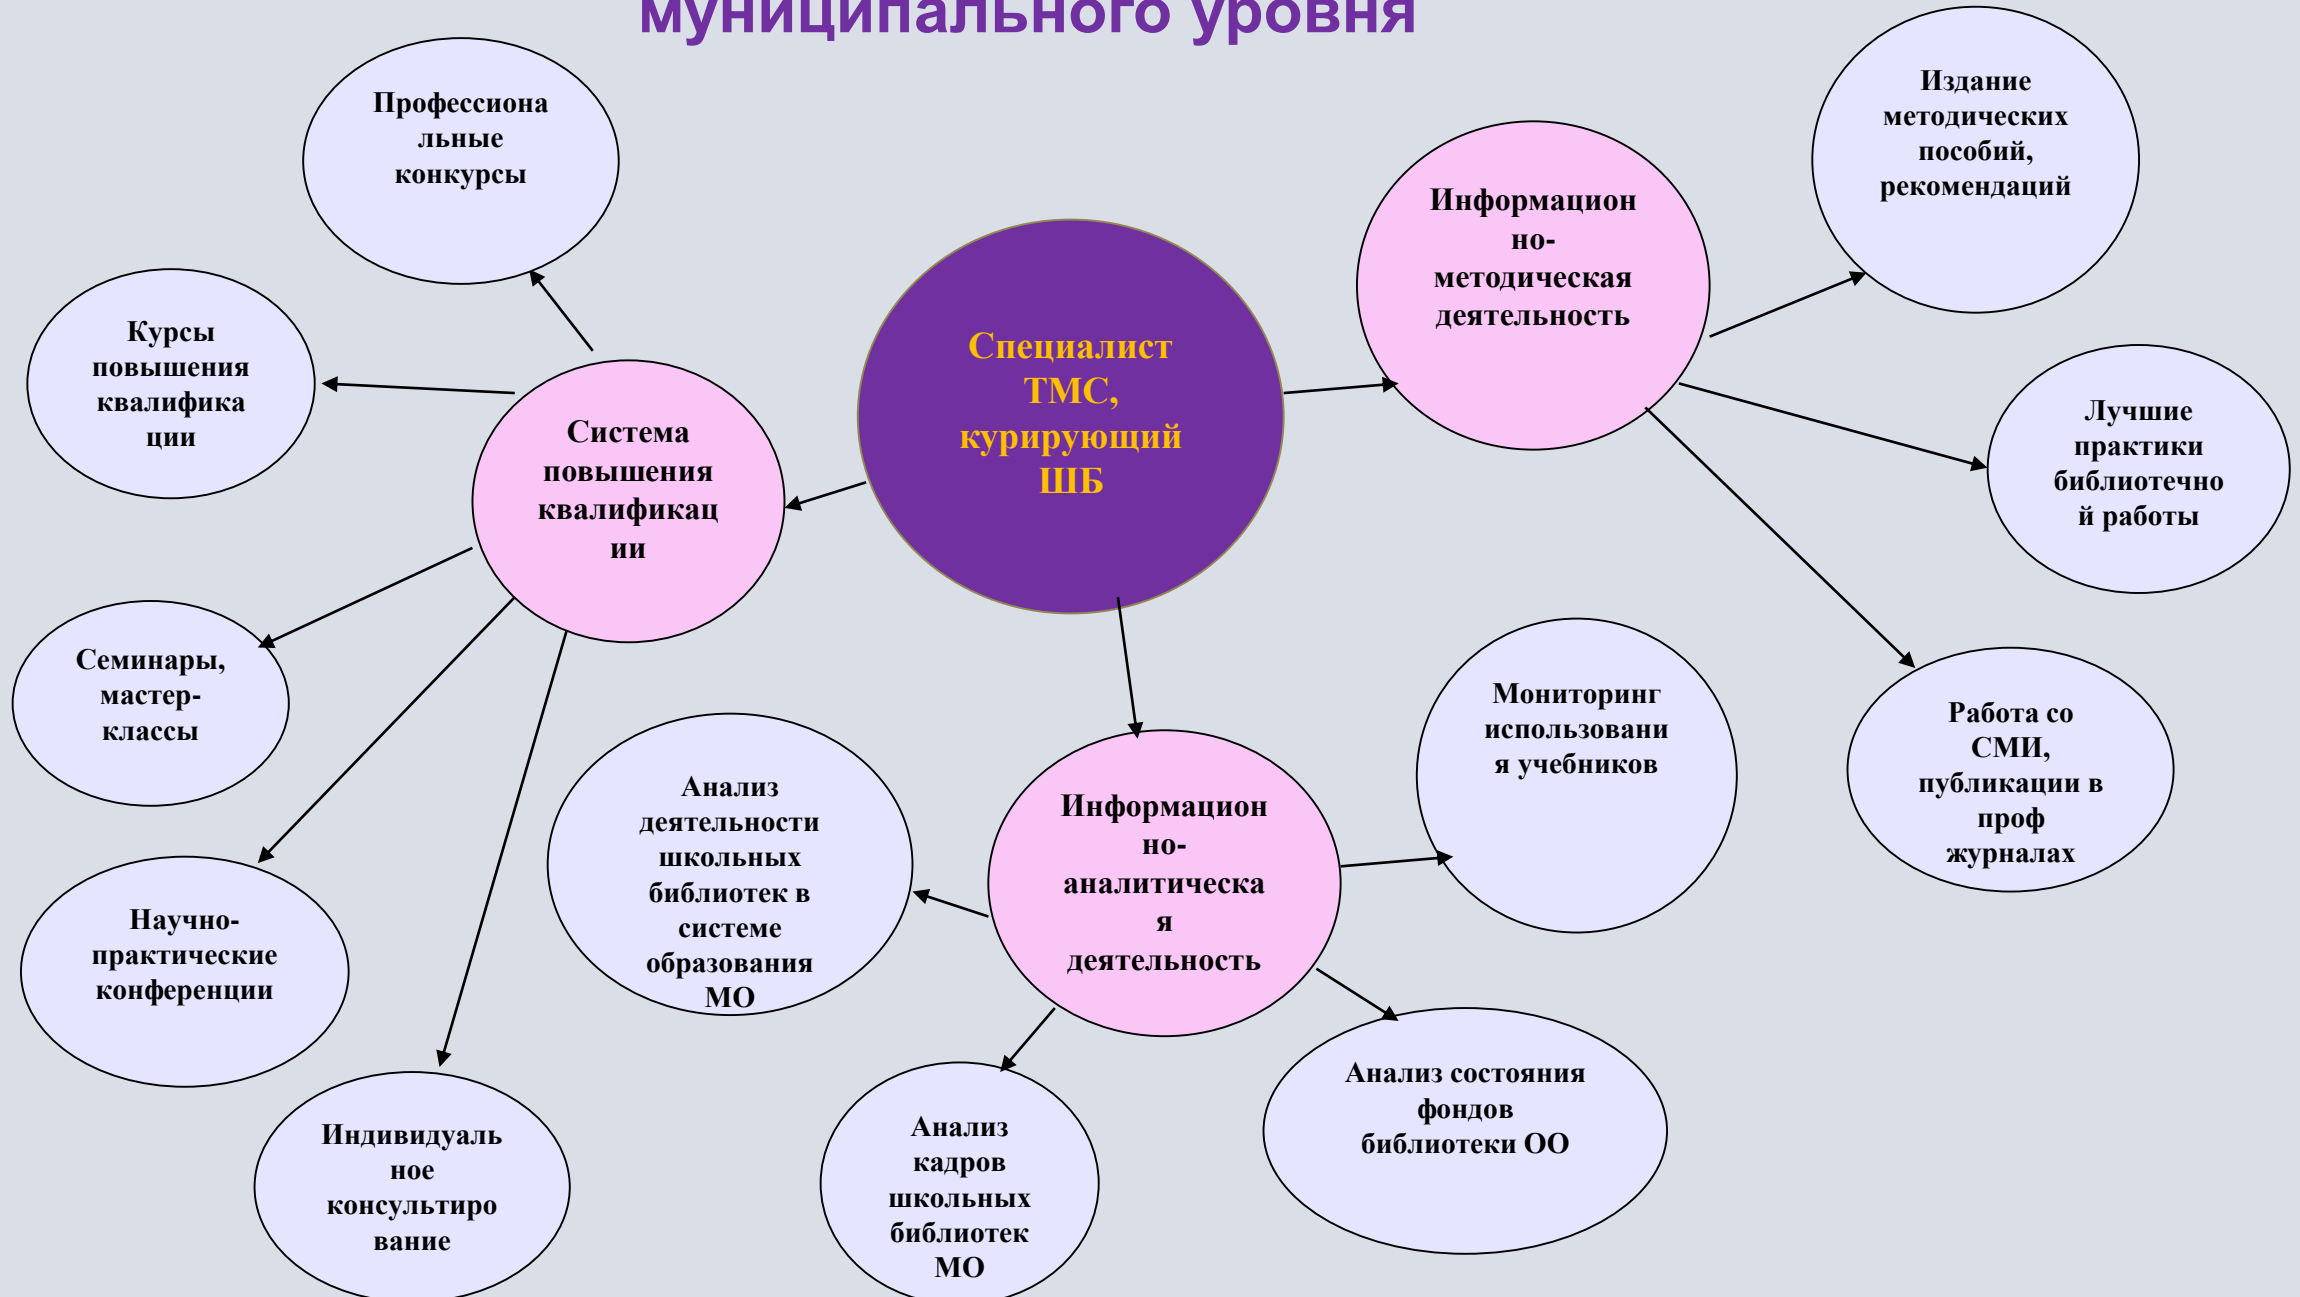 муниципального уровня
Профессиона
льные
конкурсы
Курсы
повышения
квалифика
ции
Система
повышения
квалификац
ии
Семинары,
мастер-
классы
Научно-
практические
конференции
Индивидуаль
ное
консультиро
вание
Специалист
ТМС,
курирующий
ШБ
Информацион
но-
методическая
деятельность
Издание
методических
пособий,
рекомендаций
Лучшие
практики
библиотечно
й работы
Работа со
СМИ,
публикации в
проф
журналах
Информацион
но-
аналитическа
я
деятельность
Мониторинг
использовани
я учебников
Анализ
деятельности
школьных
библиотек в
системе
образования
МО
Анализ
кадров
школьных
библиотек
МО
Анализ состояния
фондов
библиотеки ОО